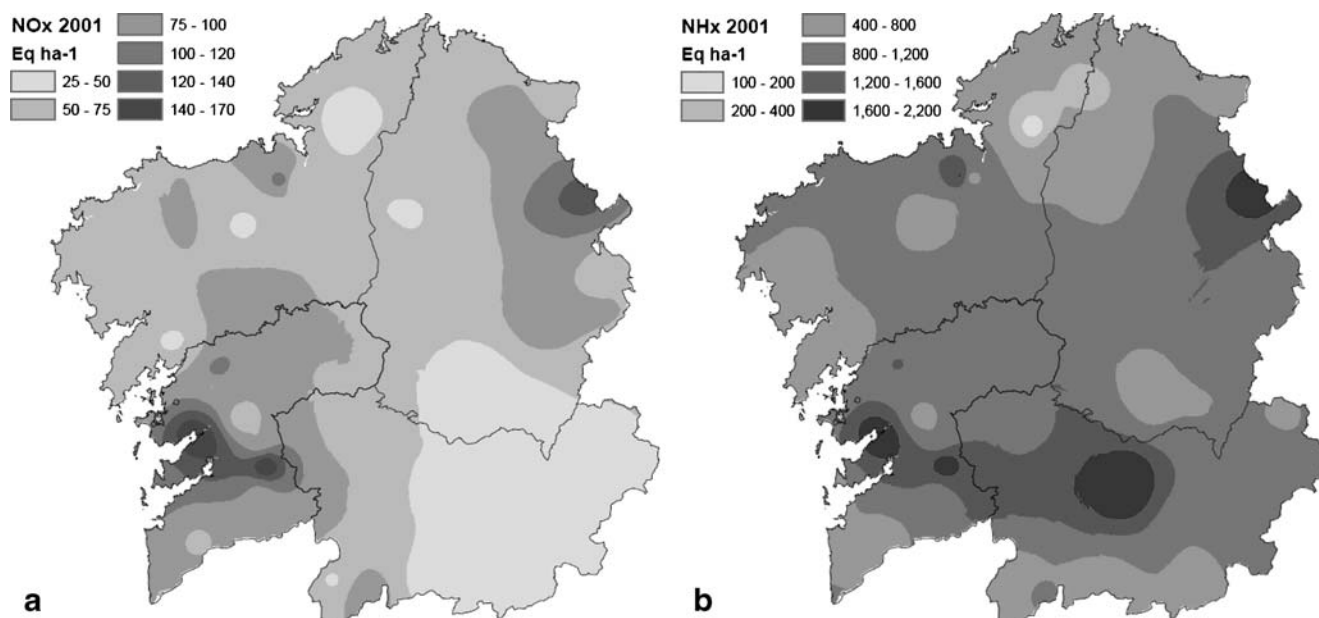 NOx 2001
Eq ha-1
25 - 50
50 - 75
75 - 100
100 - 120
120 - 140
140 - 170
a
NHx 2001
Eq ha-1
100 - 200
200 - 400
400 - 800
800 - 1,200
1,200 - 1,600
1,600 - 2,200
b